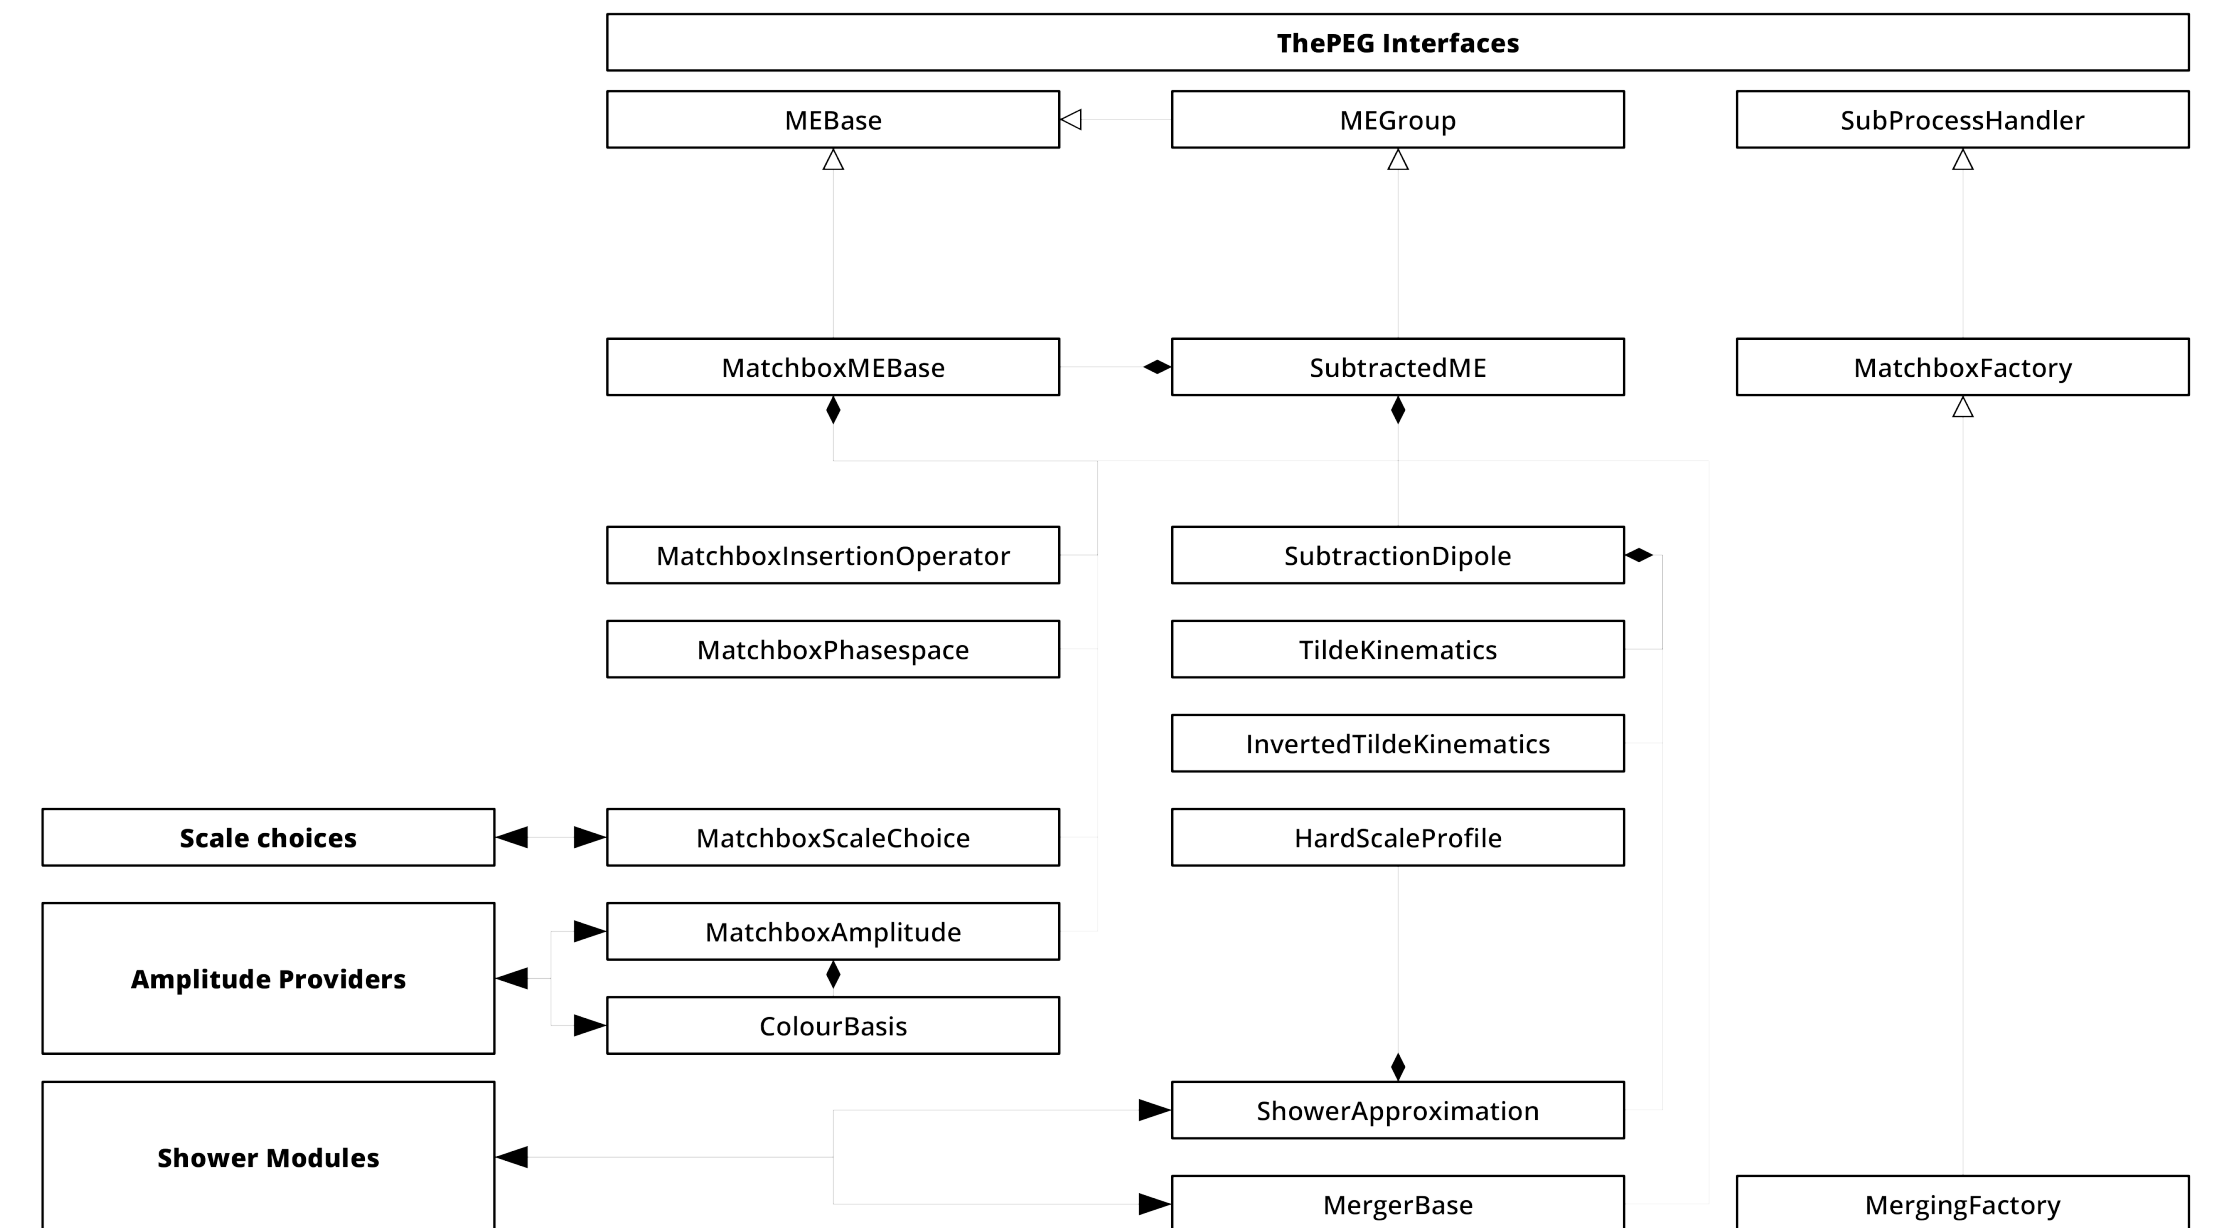 ThePEG Interfaces
MEBase
MEGroup
SubProcessHandler
MatchboxMEBase
SubtractedME
MatchboxFactory
MatchboxInsertionOperator
SubtractionDipole
MatchboxPhasespace
TildeKinematics
InvertedTildeKinematics
Scale choices
MatchboxScaleChoice
HardScaleProfile
MatchboxAmplitude
Amplitude Providers
ColourBasis
ShowerApproximation
Shower Modules
MergerBase
MergingFactory